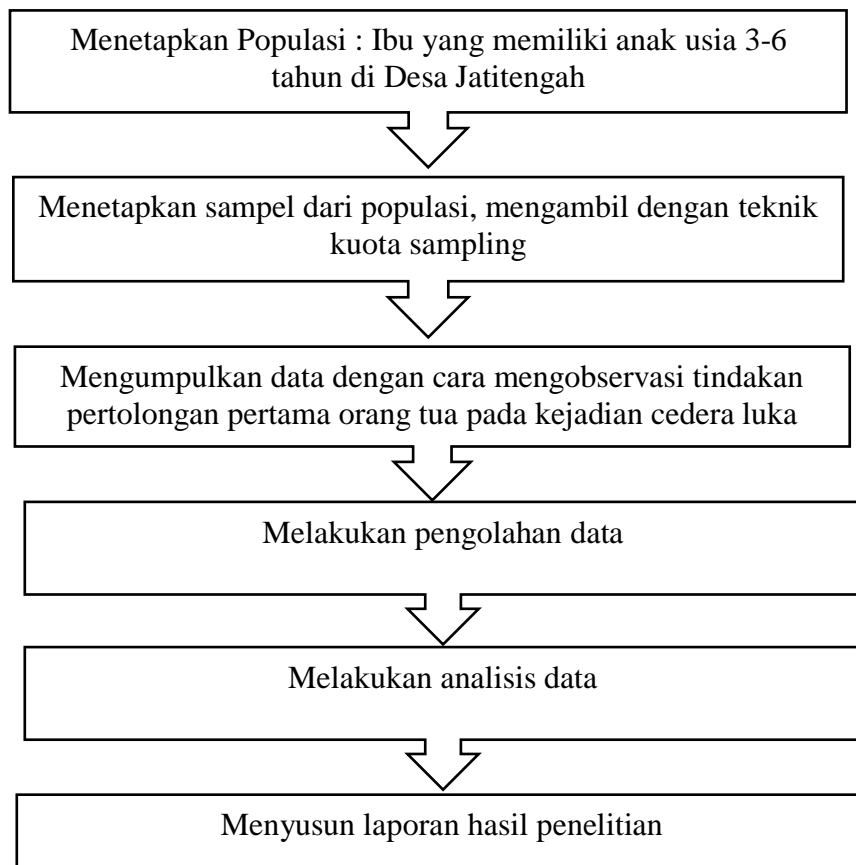 Menetapkan Populasi : Ibu yang memiliki anak usia 3-6
tahun di Desa Jatitengah
Menetapkan sampel dari populasi, mengambil dengan teknik
kuota sampling
Mengumpulkan data dengan cara mengobservasi tindakan
pertolongan pertama orang tua pada kejadian cedera luka
Melakukan pengolahan data
Melakukan analisis data
Menyusun laporan hasil penelitian